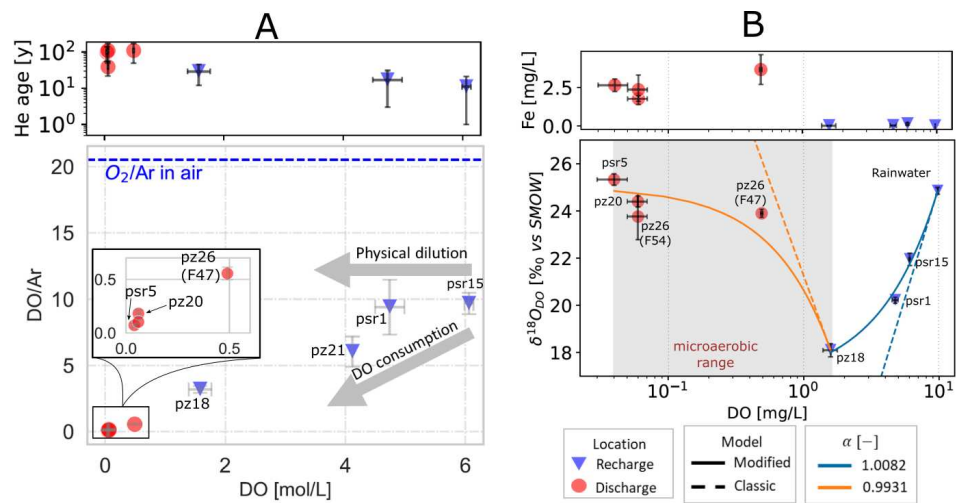 A
He age [y]
10²
10¹
10⁰
20
15
10
5
0
DO/Ar
O₂/Ar in air
Physical dilution
DO consumption
psr15
psr1
pz21
pz18
pz26
(F47)
psr5
pz20
0.5
0.0
0.0
0.5
0
2
4
6
DO [mol/L]
B
Fe [mg/L]
2.5
0.0
26
24
22
20
18
δ¹⁸O_DO [‰ vs SMOW]
psr5
pz20
pz26
(F54)
pz26
(F47)
Rainwater
psr15
psr1
pz18
microaerobic
range
10⁻¹
10⁰
10¹
DO [mg/L]
Location
Recharge
Discharge
Model
Modified
Classic
α [−]
1.0082
0.9931